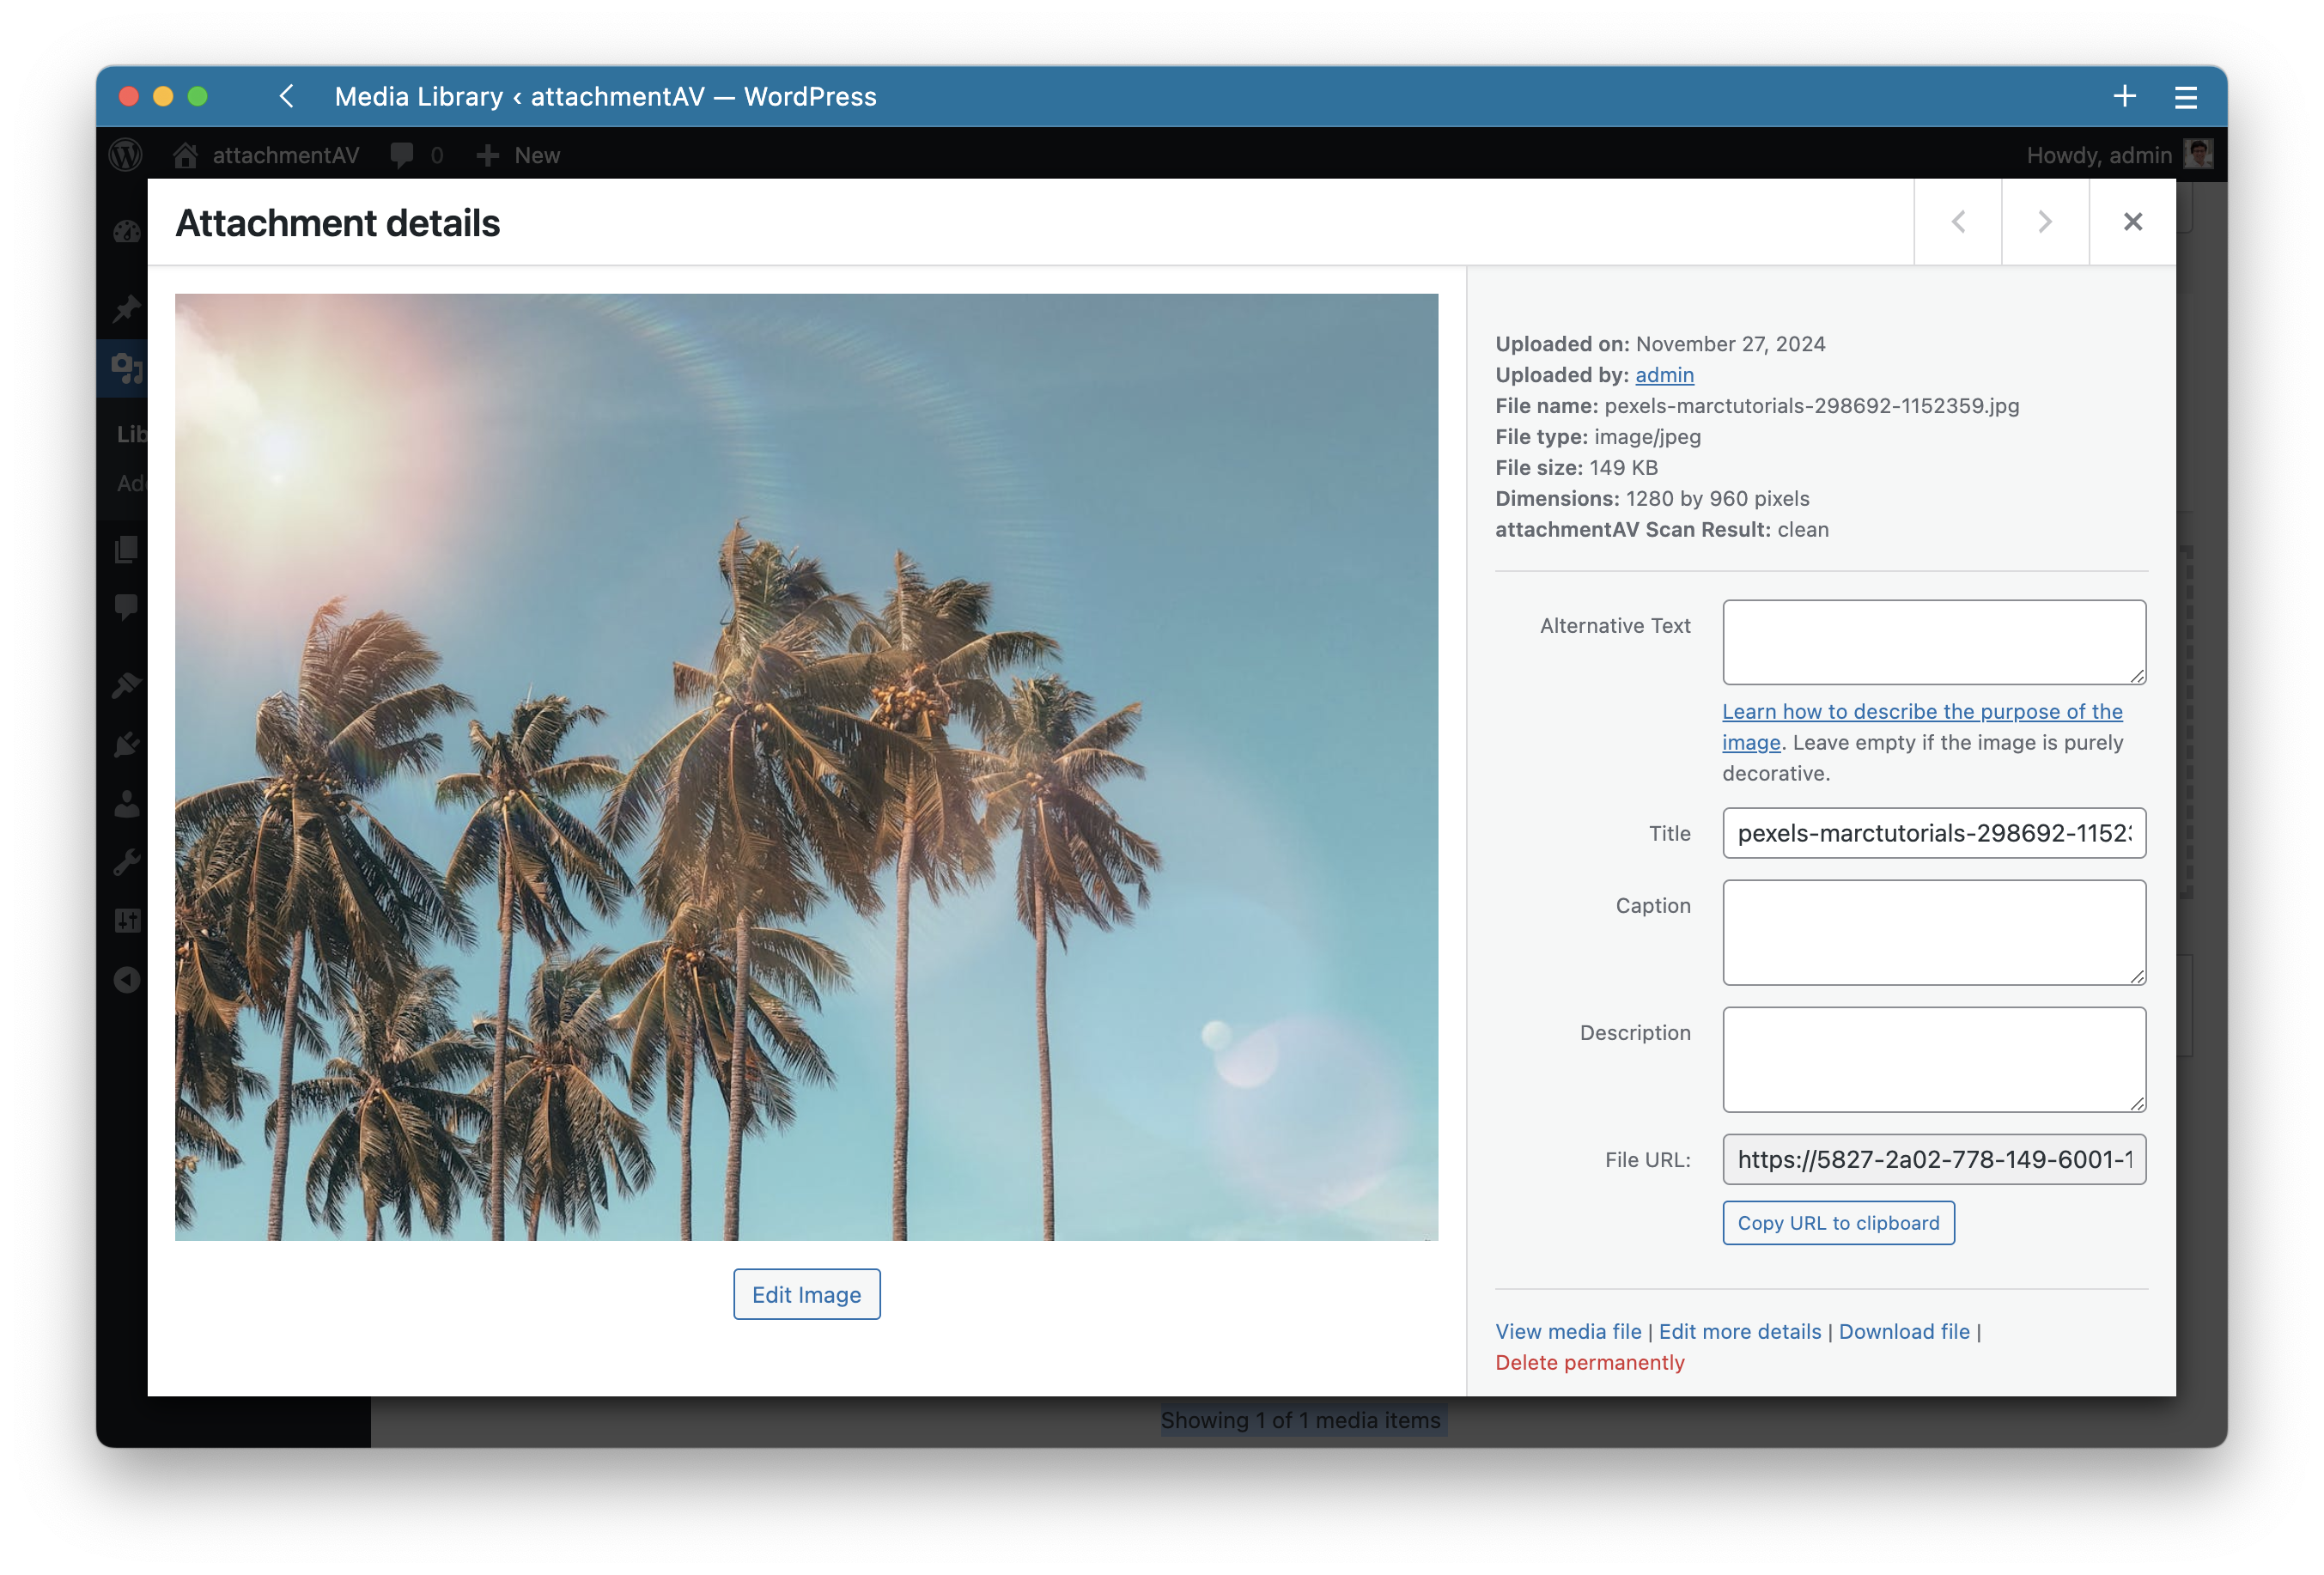 Media Library ‹ attachmentAV — WordPress
attachmentAV 0 New Howdy, admin
Attachment details
Uploaded on: November 27, 2024
Uploaded by: admin
File name: pexels-marctutorials-298692-1152359.jpg
File type: image/jpeg
File size: 149 KB
Dimensions: 1280 by 960 pixels
attachmentAV Scan Result: clean
Alternative Text
Learn how to describe the purpose of the
image. Leave empty if the image is purely
decorative.
Title
pexels-marctutorials-298692-1152
Caption
Description
File URL:
https://5827-2a02-778-149-6001-1
Copy URL to clipboard
Edit Image
View media file | Edit more details | Download file |
Delete permanently
Showing 1 of 1 media items